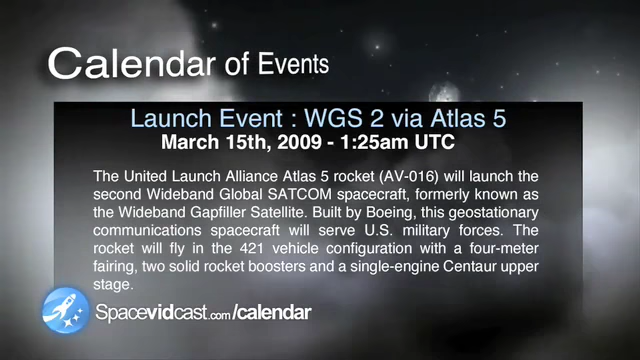 Calendar of Events
Launch Event : WGS 2 via Atlas 5
March 15th, 2009 - 1:25am UTC
The United Launch Alliance Atlas 5 rocket (AV-016) will launch the
second Wideband Global SATCOM spacecraft, formerly known as
the Wideband Gapfiller Satellite. Built by Boeing, this geostationary
communications spacecraft will serve U.S. military forces. The
rocket will fly in the 421 vehicle configuration with a four-meter
fairing, two solid rocket boosters and a single-engine Centaur upper
stage.
Spacevidcast.com/calendar